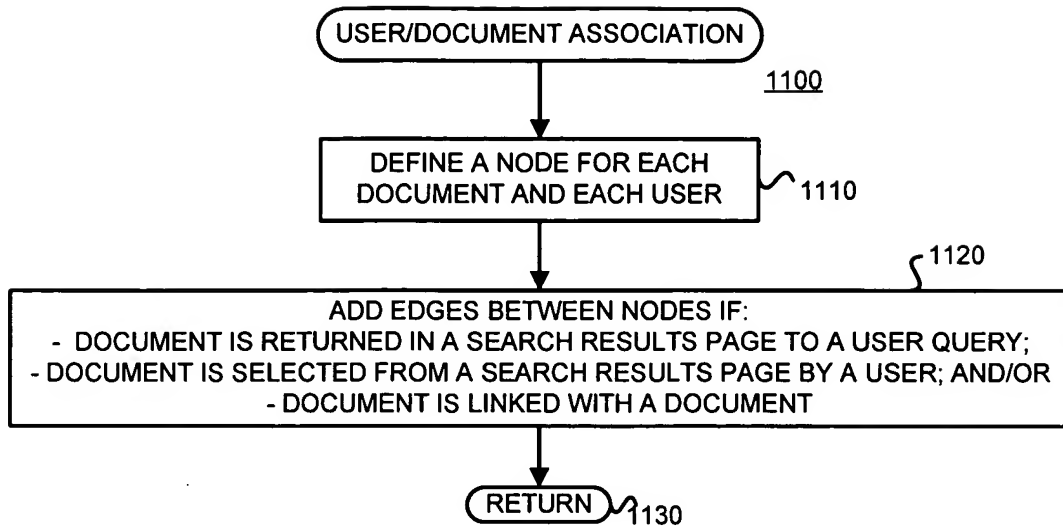 USER/DOCUMENT ASSOCIATION
1100
DEFINE A NODE FOR EACH
DOCUMENT AND EACH USER
1110
1120
ADD EDGES BETWEEN NODES IF:
- DOCUMENT IS RETURNED IN A SEARCH RESULTS PAGE TO A USER QUERY;
- DOCUMENT IS SELECTED FROM A SEARCH RESULTS PAGE BY A USER; AND/OR
- DOCUMENT IS LINKED WITH A DOCUMENT
RETURN
1130